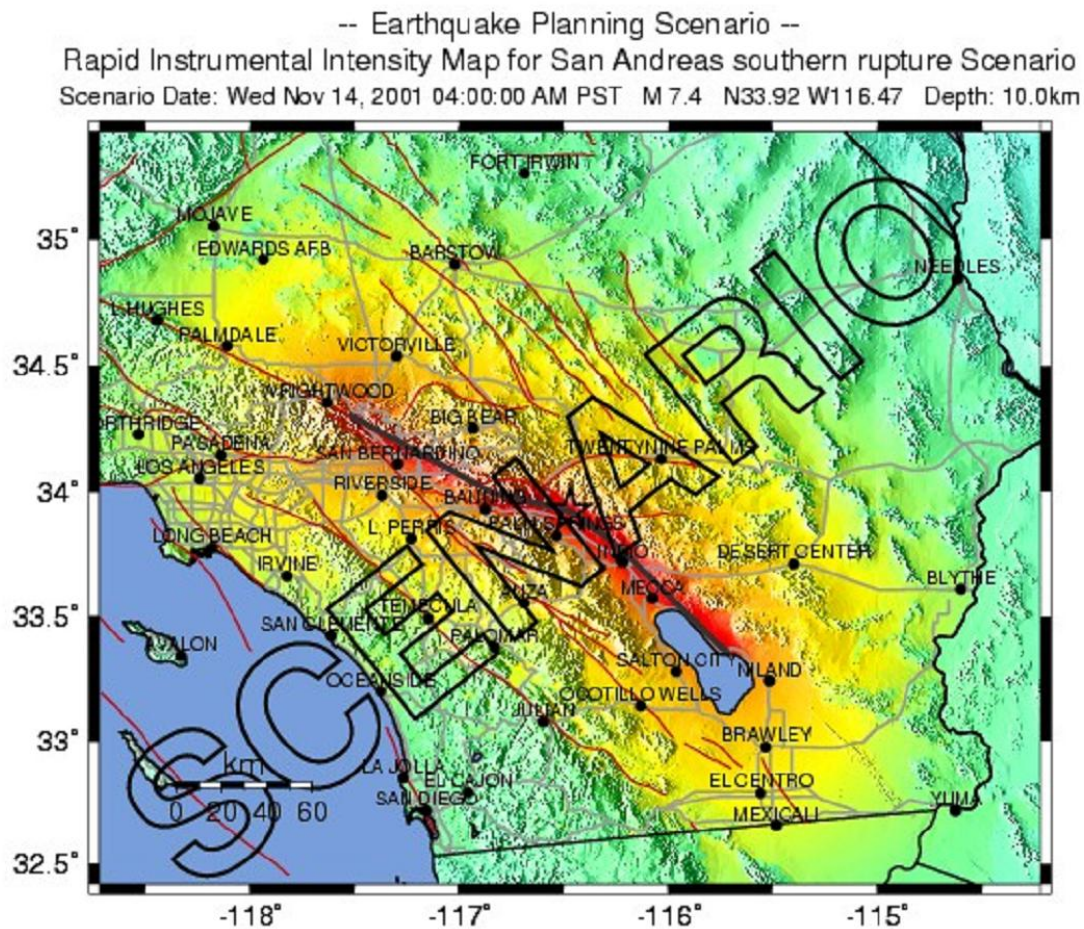 -- Earthquake Planning Scenario --
Rapid Instrumental Intensity Map for San Andreas southern rupture Scenario
Scenario Date: Wed Nov 14, 2001 04:00:00 AM PST M 7.4 N33.92 W116.47 Depth: 10.0km
FORT IRWIN
MOJAVE
35°
EDWARDS AFB
BARSTOW
NEEDLES
L HUGHES
PALMDALE
VICTORVILLE
34.5°
WRIGHTWOOD
BIG BEAR
ORTHRIDGE
PASADENA
TWENTYNINE PALMS
SAN BERNARDINO
LOS ANGELES
34°
RIVERSIDE
BANNING
PALM SPRINGS
L. PERRIS
LONG BEACH
INDIO
DESERT CENTER
IRVINE
MECCA
BLYTHE
ANZA
33.5°
TEMECULA
SAN CLEMENTE
PALOMAR
AVALON
SALTON CITY
NILAND
OCEANSIDE
OCOTILLO WELLS
JULIAN
33°
BRAWLEY
km
LA JOLLA
EL CAJON
EL CENTRO
0 20 40 60
SAN DIEGO
MEXICALI
YUMA
32.5°
SCENARIO
-118° -117° -116° -115°